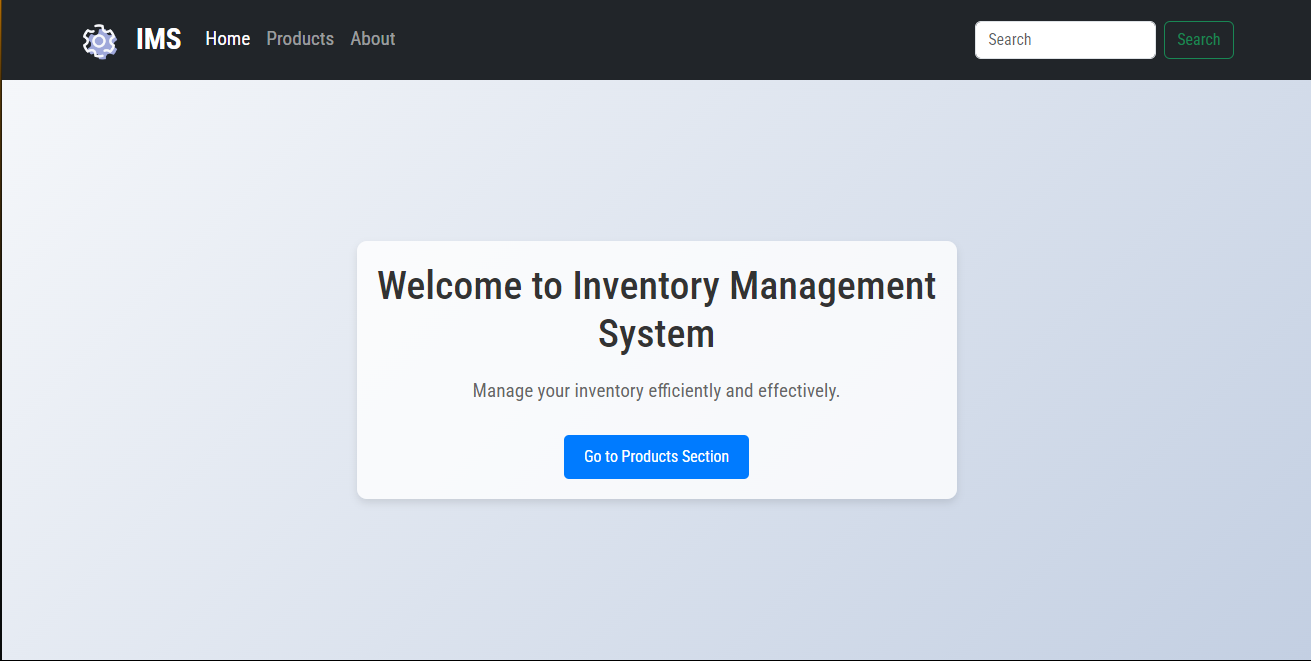 IMS Home Products About Search Search
Welcome to Inventory Management
System
Manage your inventory efficiently and effectively.
Go to Products Section